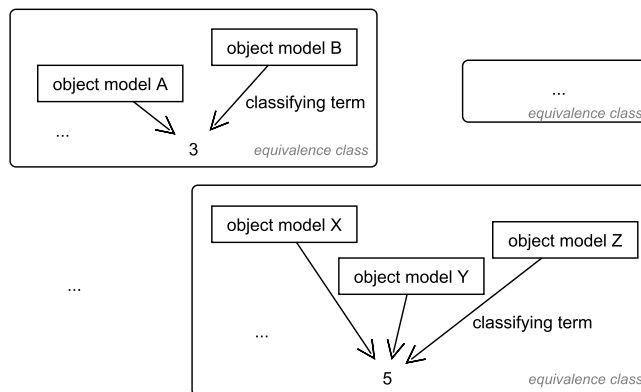 object model B
object model A
classifying term
...
3
equivalence class
...
equivalence class
object model X
object model Z
object model Y
...
classifying term
...
5
equivalence class